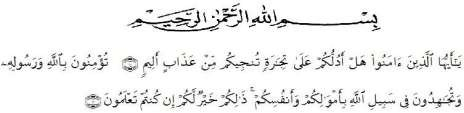 بِسْمِ اللَّهِ الرَّحْمَٰنِ الرَّحِيمِ
يَٰٓأَيُّهَا ٱلَّذِينَ ءَامَنُوا۟ هَلْ أَدُلُّكُمْ عَلَىٰ تِجَٰرَةٍ تُنجِيكُم مِّنْ عَذَابٍ أَلِيمٍ ۝ تُؤْمِنُونَ بِٱللَّهِ وَرَسُولِهِۦ
وَتُجَٰهِدُونَ فِى سَبِيلِ ٱللَّهِ بِأَمْوَٰلِكُمْ وَأَنفُسِكُمْ ۚ ذَٰلِكُمْ خَيْرٌ لَّكُمْ إِن كُنتُمْ تَعْلَمُونَ ۝